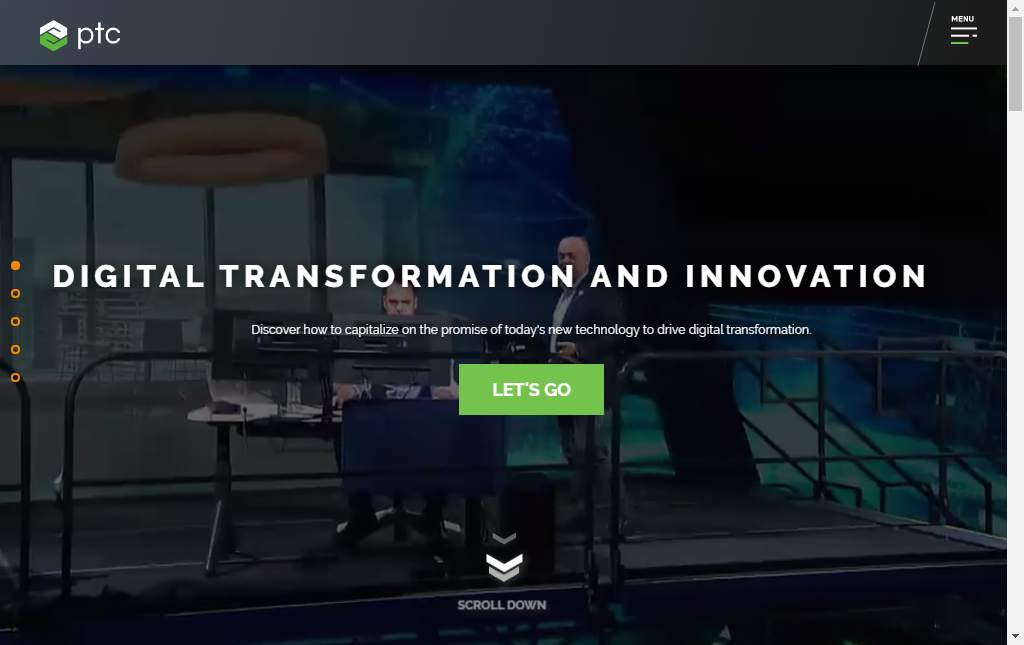 ptc
MENU
DIGITAL TRANSFORMATION AND INNOVATION
Discover how to capitalize on the promise of today's new technology to drive digital transformation.
LET'S GO
SCROLL DOWN